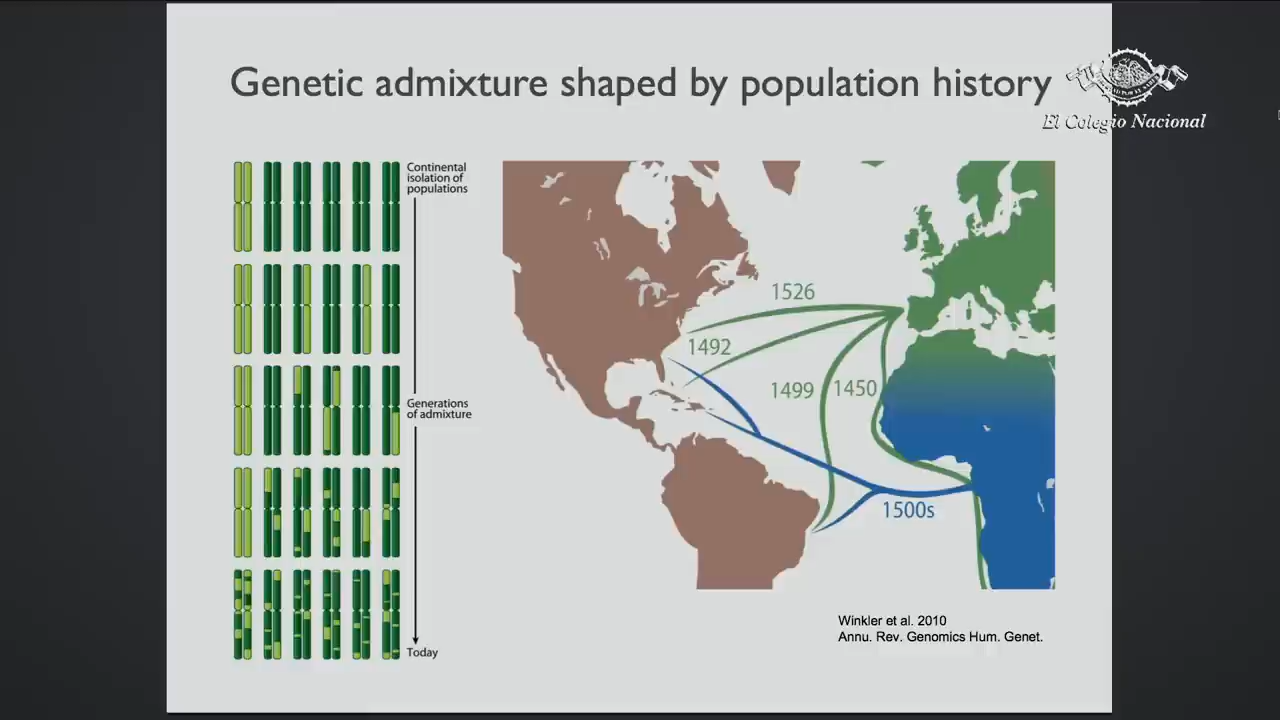 Genetic admixture shaped by population history
El Colegio Nacional
Continental
isolation of
populations
Generations
of admixture
Today
1526
1492
1499
1450
1500s
Winkler et al. 2010
Annu. Rev. Genomics Hum. Genet.